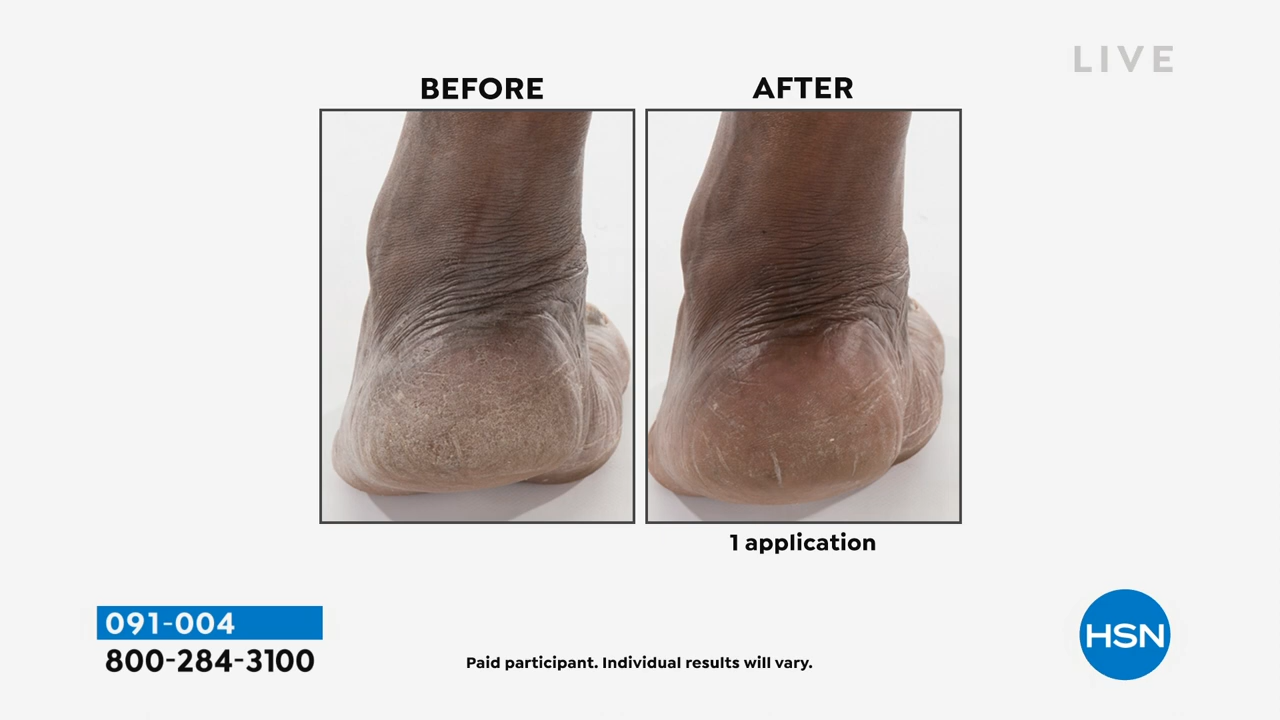 LIVE
BEFORE
AFTER
1 application
091-004
800-284-3100
Paid participant. Individual results will vary.
HSN